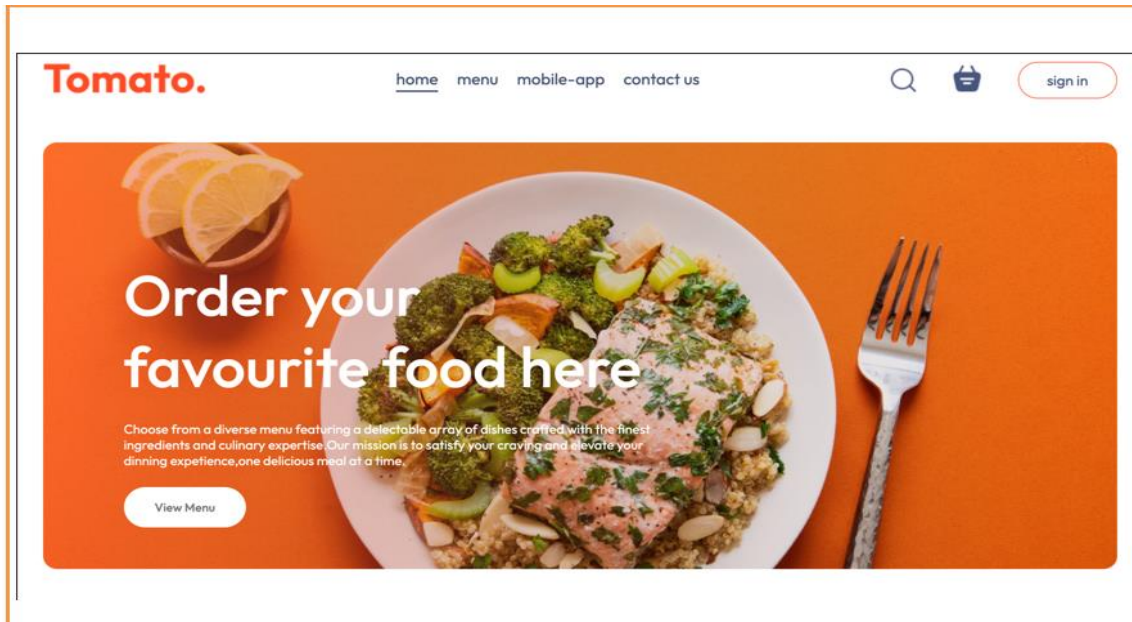 Tomato.
home menu mobile-app contact us
sign in
Order your
favourite food here
Choose from a diverse menu featuring a delectable array of dishes crafted with the finest
ingredients and culinary expertise.Our mission is to satisfy your craving and elevate your
dinning expetience,one delicious meal at a time.
View Menu